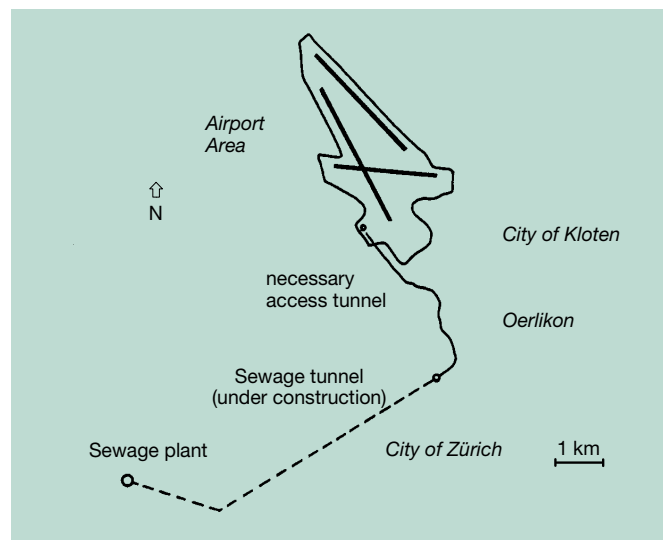 Airport
Area
N
City of Kloten
necessary
access tunnel
Oerlikon
Sewage tunnel
(under construction)
Sewage plant
City of Zürich
1 km